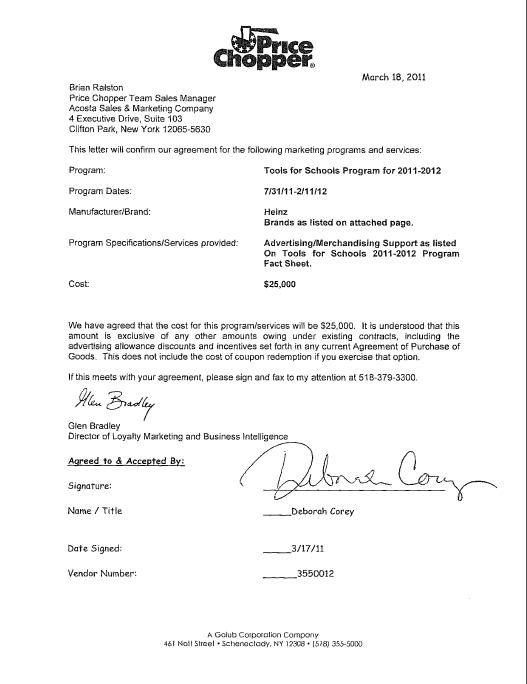 Price
Chopper®
March 18, 2011
Brian Ralston
Price Chopper Team Sales Manager
Acosta Sales & Marketing Company
4 Executive Drive, Suite 103
Clifton Park, New York 12065-5630
This letter will confirm our agreement for the following marketing programs and services:
Program: Tools for Schools Program for 2011-2012
Program Dates: 7/31/11-2/11/12
Manufacturer/Brand: Heinz
Brands as listed on attached page.
Program Specifications/Services provided: Advertising/Merchandising Support as listed
On Tools for Schools 2011-2012 Program
Fact Sheet.
Cost: $25,000
We have agreed that the cost for this program/services will be $25,000. It is understood that this
amount is exclusive of any other amounts owing under existing contracts, including the
advertising allowance discounts and incentives set forth in any current Agreement of Purchase of
Goods. This does not include the cost of coupon redemption if you exercise that option.
If this meets with your agreement, please sign and fax to my attention at 518-379-3300.
Glen Bradley
Glen Bradley
Director of Loyalty Marketing and Business Intelligence
Agreed to & Accepted By:
Signature: Deborah Corey
Name / Title _____Deborah Corey
Date Signed: _____3/17/11
Vendor Number: ______3550012
A Golub Corporation Company
461 Nott Street • Schenectady, NY 12308 • (518) 355-5000